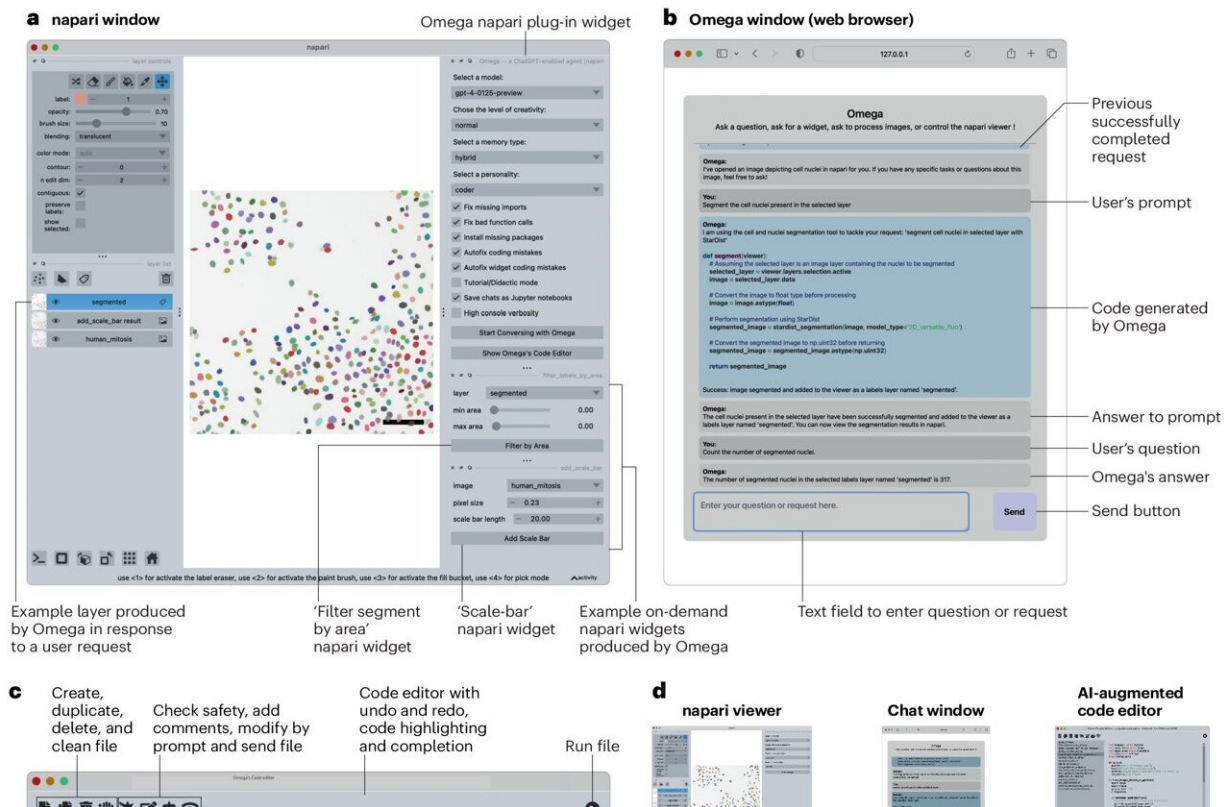 a napari window
Omega napari plug-in widget
napari
layer controls
label: 1
opacity: 0.70
brush size: 10
blending: translucent
color mode:
contour: 0
n edit dim: 2
contiguous:
preserve
labels:
show
selected:
layer list
segmented
add_scale_bar result
human_mitosis
Omega — a ChatGPT-enabled agent (napari
Select a model:
gpt-4-0125-preview
Chose the level of creativity:
normal
Select a memory type:
hybrid
Select a personality:
coder
Fix missing imports
Fix bad function calls
Install missing packages
Autofix coding mistakes
Autofix widget coding mistakes
Tutorial/Didactic mode
Save chats as Jupyter notebooks
High console verbosity
Start Conversing with Omega
Show Omega's Code Editor
filter_labels_by_area
layer segmented
min area 0.00
max area 0.00
Filter by Area
add_scale_bar
image human_mitosis
pixel size 0.23
scale bar length 20.00
Add Scale Bar
use <1> for activate the label eraser, use <2> for activate the paint brush, use <3> for activate the fill bucket, use <4> for pick mode
activity
Example layer produced
by Omega in response
to a user request
'Filter segment
by area'
napari widget
'Scale-bar'
napari widget
Example on-demand
napari widgets
produced by Omega
b Omega window (web browser)
127.0.0.1
Omega
Ask a question, ask for a widget, ask to process images, or control the napari viewer !
Omega:
I've opened an image depicting cell nuclei in napari for you. If you have any specific tasks or questions about this
image, feel free to ask!
You:
Segment the cell nuclei present in the selected layer
Omega:
I am using the cell and nuclei segmentation tool to tackle your request: 'segment cell nuclei in selected layer with
StarDist'
def segment(viewer):
# Assuming the selected layer is an image layer containing the nuclei to be segmented
selected_layer = viewer.layers.selection.active
image = selected_layer.data
# Convert the image to float type before processing
image = image.astype(float)
# Perform segmentation using StarDist
segmented_image = stardist_segmentation(image, model_type='2D_versatile_fluo')
# Convert the segmented image to np.uint32 before returning
segmented_image = segmented_image.astype(np.uint32)
return segmented_image
Success: image segmented and added to the viewer as a labels layer named 'segmented'.
Omega:
The cell nuclei present in the selected layer have been successfully segmented and added to the viewer as a
labels layer named 'segmented'. You can now view the segmentation results in napari.
You:
Count the number of segmented nuclei.
Omega:
The number of segmented nuclei in the selected labels layer named 'segmented' is 317.
Enter your question or request here.
Send
Previous
successfully
completed
request
User's prompt
Code generated
by Omega
Answer to prompt
User's question
Omega's answer
Send button
Text field to enter question or request
c Create,
duplicate,
delete, and
clean file
Check safety, add
comments, modify by
prompt and send file
Code editor with
undo and redo,
code highlighting
and completion
Run file
Omega's Code editor
d
napari viewer
Chat window
AI-augmented
code editor